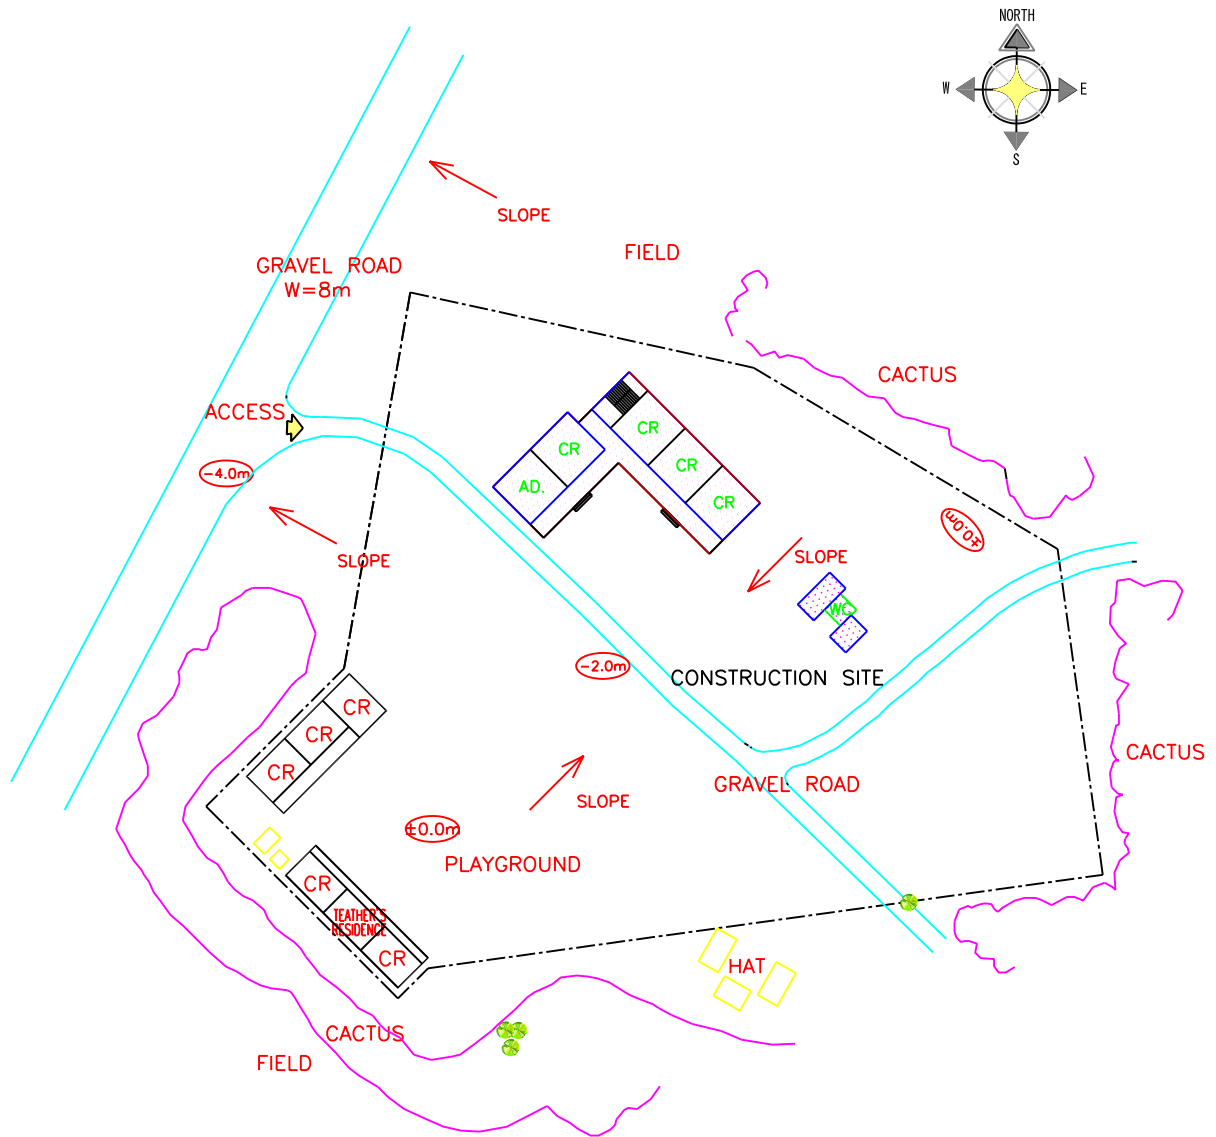 NORTH
W
E
S
SLOPE
FIELD
GRAVEL ROAD
W=8m
CACTUS
ACCESS
CR
CR
CR
-4.0m
AD.
CR
CR
±0.0m
SLOPE
SLOPE
WC
-2.0m
CONSTRUCTION SITE
CR
CR
CACTUS
CR
GRAVEL ROAD
SLOPE
±0.0m
PLAYGROUND
CR
TEATHER'S
RESIDENCE
CR
HAT
CACTUS
FIELD